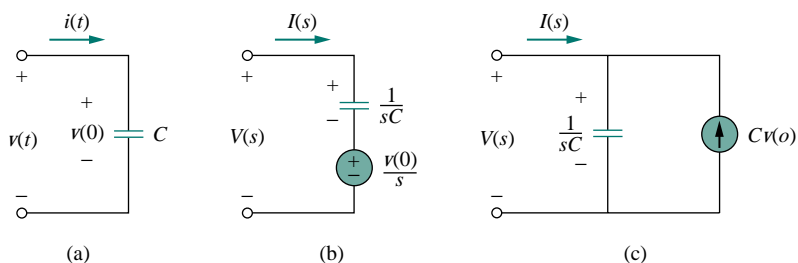 i(t)
+
v(t)
−
+
v(0)
−
C
(a)
I(s)
+
V(s)
−
+
−
1
sC
+
−
v(0)
s
(b)
I(s)
+
V(s)
−
+
1
sC
−
Cv(o)
(c)